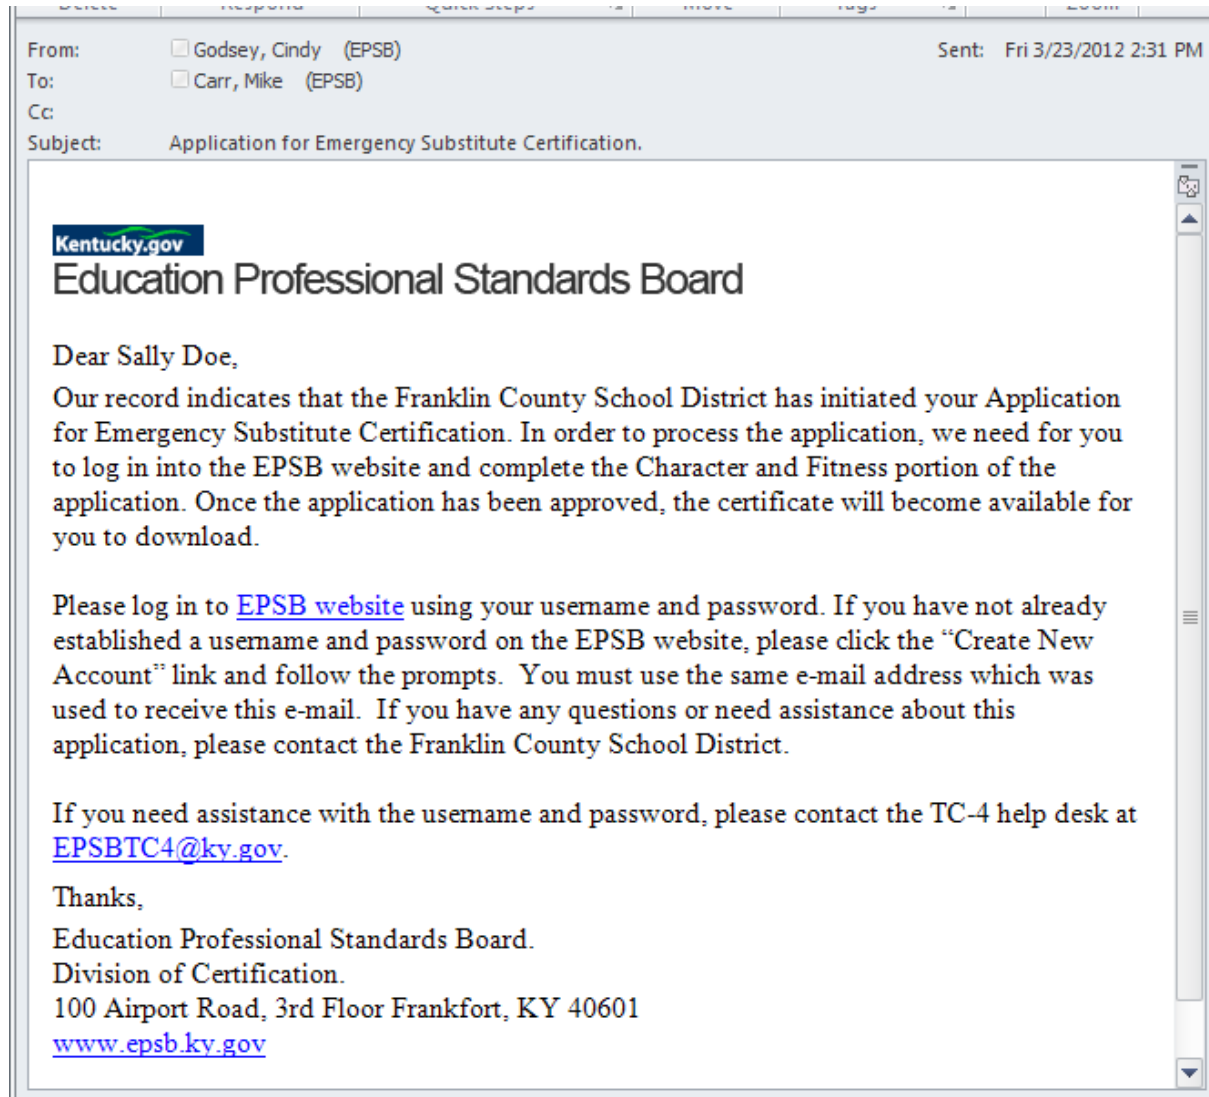 Delete Respond Quick Steps Move Tags Zoom
From: Godsey, Cindy (EPSB) Sent: Fri 3/23/2012 2:31 PM
To: Carr, Mike (EPSB)
Cc:
Subject: Application for Emergency Substitute Certification.
Kentucky.gov
Education Professional Standards Board
Dear Sally Doe,
Our record indicates that the Franklin County School District has initiated your Application
for Emergency Substitute Certification. In order to process the application, we need for you
to log in into the EPSB website and complete the Character and Fitness portion of the
application. Once the application has been approved, the certificate will become available for
you to download.
Please log in to EPSB website using your username and password. If you have not already
established a username and password on the EPSB website, please click the “Create New
Account” link and follow the prompts.  You must use the same e-mail address which was
used to receive this e-mail.  If you have any questions or need assistance about this
application, please contact the Franklin County School District.
If you need assistance with the username and password, please contact the TC-4 help desk at
EPSBTC4@ky.gov.
Thanks,
Education Professional Standards Board.
Division of Certification.
100 Airport Road, 3rd Floor Frankfort, KY 40601
www.epsb.ky.gov